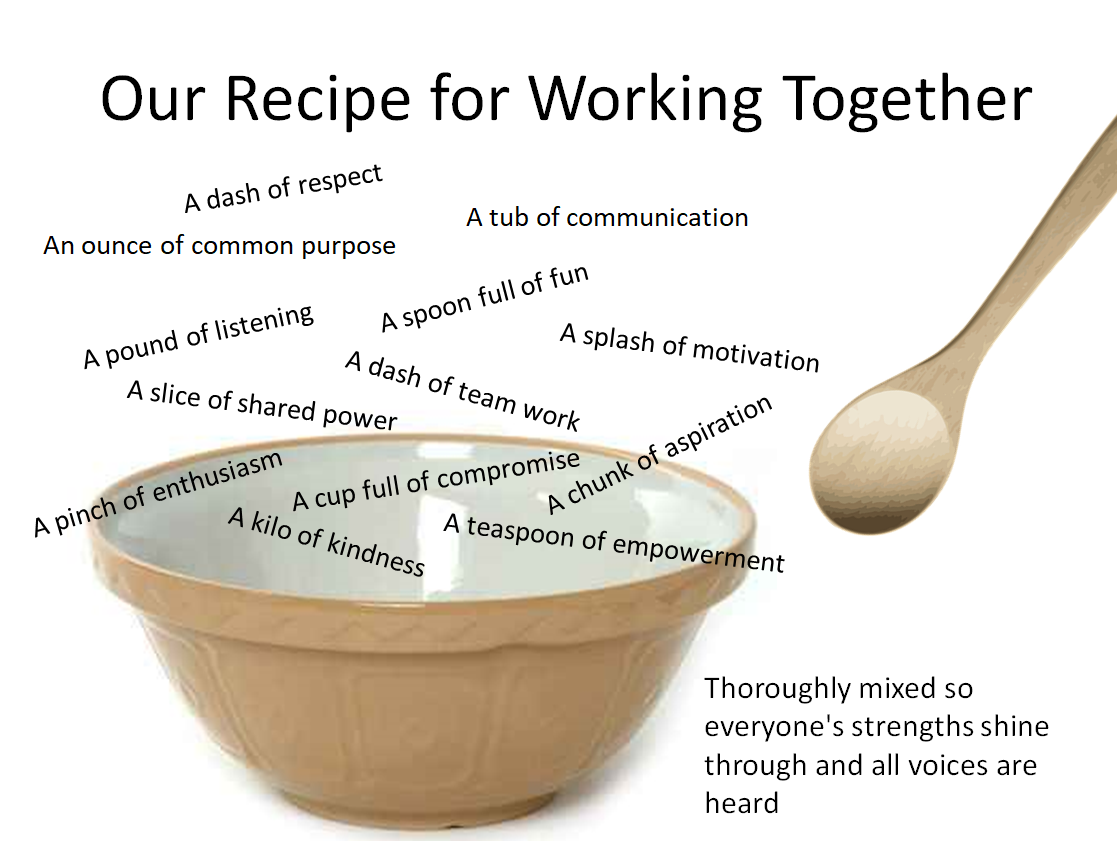 Our Recipe for Working Together
A dash of respect
A tub of communication
An ounce of common purpose
A spoon full of fun
A pound of listening
A splash of motivation
A dash of team work
A slice of shared power
A chunk of aspiration
A pinch of enthusiasm
A cup full of compromise
A kilo of kindness
A teaspoon of empowerment
Thoroughly mixed so
everyone's strengths shine
through and all voices are
heard